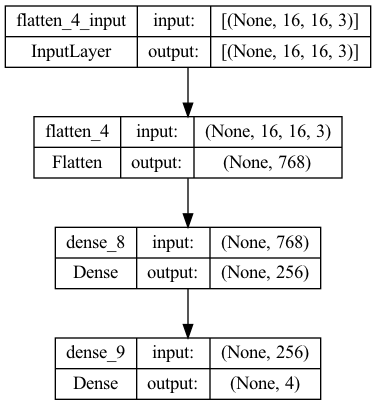 flatten_4_input input: [(None, 16, 16, 3)]
InputLayer output: [(None, 16, 16, 3)]
flatten_4 input: (None, 16, 16, 3)
Flatten output: (None, 768)
dense_8 input: (None, 768)
Dense output: (None, 256)
dense_9 input: (None, 256)
Dense output: (None, 4)